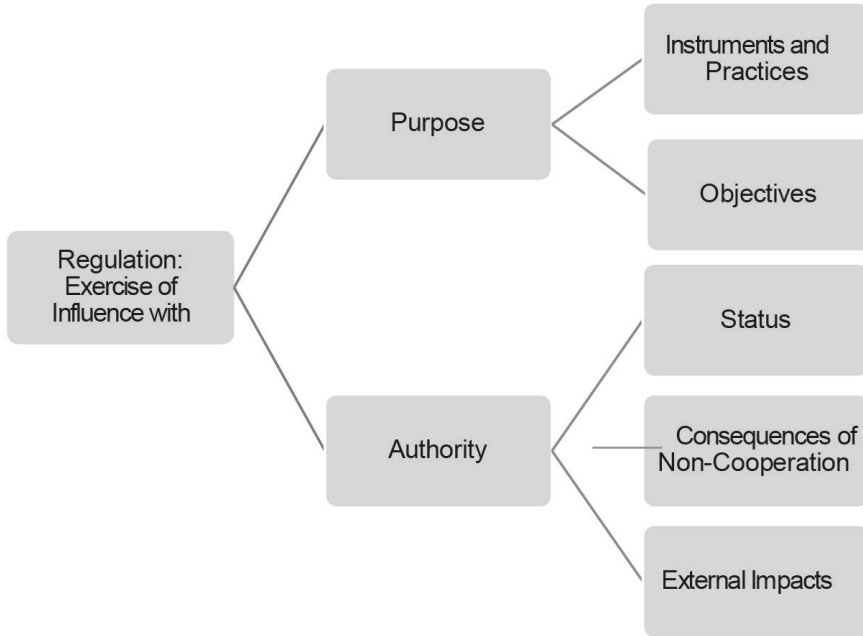 Regulation:
Exercise of
Influence with
Purpose
Authority
Instruments and
Practices
Objectives
Status
Consequences of
Non-Cooperation
External Impacts